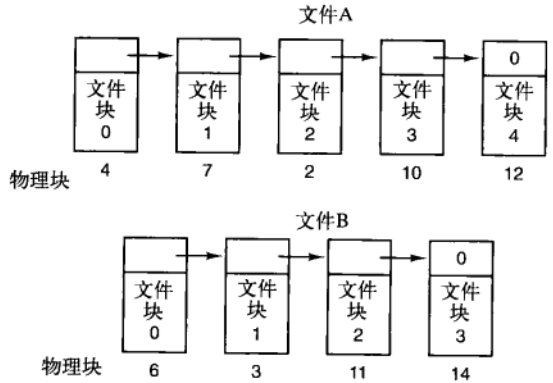 文件A
0
文件 文件 文件 文件 文件
块 块 块 块 块
0 1 2 3 4
物理块 4 7 2 10 12
文件B
0
文件 文件 文件 文件
块 块 块 块
0 1 2 3
物理块 6 3 11 14